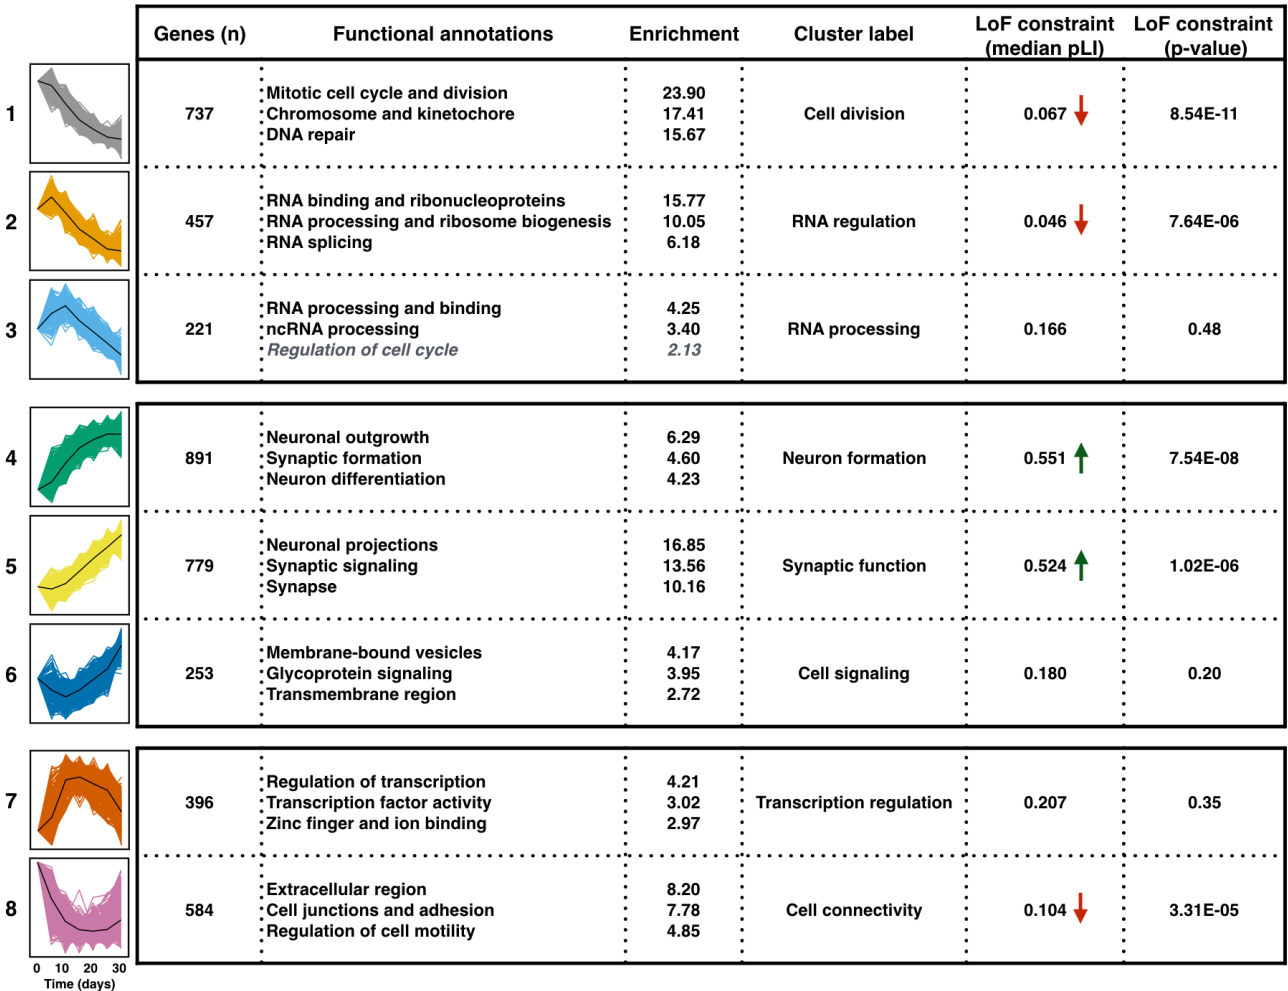 Genes (n) Functional annotations Enrichment Cluster label LoF constraint (median pLI) LoF constraint (p-value)
1 737 Mitotic cell cycle and division 23.90 Cell division 0.067 8.54E-11
Chromosome and kinetochore 17.41
DNA repair 15.67
2 457 RNA binding and ribonucleoproteins 15.77 RNA regulation 0.046 7.64E-06
RNA processing and ribosome biogenesis 10.05
RNA splicing 6.18
3 221 RNA processing and binding 4.25 RNA processing 0.166 0.48
ncRNA processing 3.40
Regulation of cell cycle 2.13
4 891 Neuronal outgrowth 6.29 Neuron formation 0.551 7.54E-08
Synaptic formation 4.60
Neuron differentiation 4.23
5 779 Neuronal projections 16.85 Synaptic function 0.524 1.02E-06
Synaptic signaling 13.56
Synapse 10.16
6 253 Membrane-bound vesicles 4.17 Cell signaling 0.180 0.20
Glycoprotein signaling 3.95
Transmembrane region 2.72
7 396 Regulation of transcription 4.21 Transcription regulation 0.207 0.35
Transcription factor activity 3.02
Zinc finger and ion binding 2.97
8 584 Extracellular region 8.20 Cell connectivity 0.104 3.31E-05
Cell junctions and adhesion 7.78
Regulation of cell motility 4.85
0 10 20 30
Time (days)